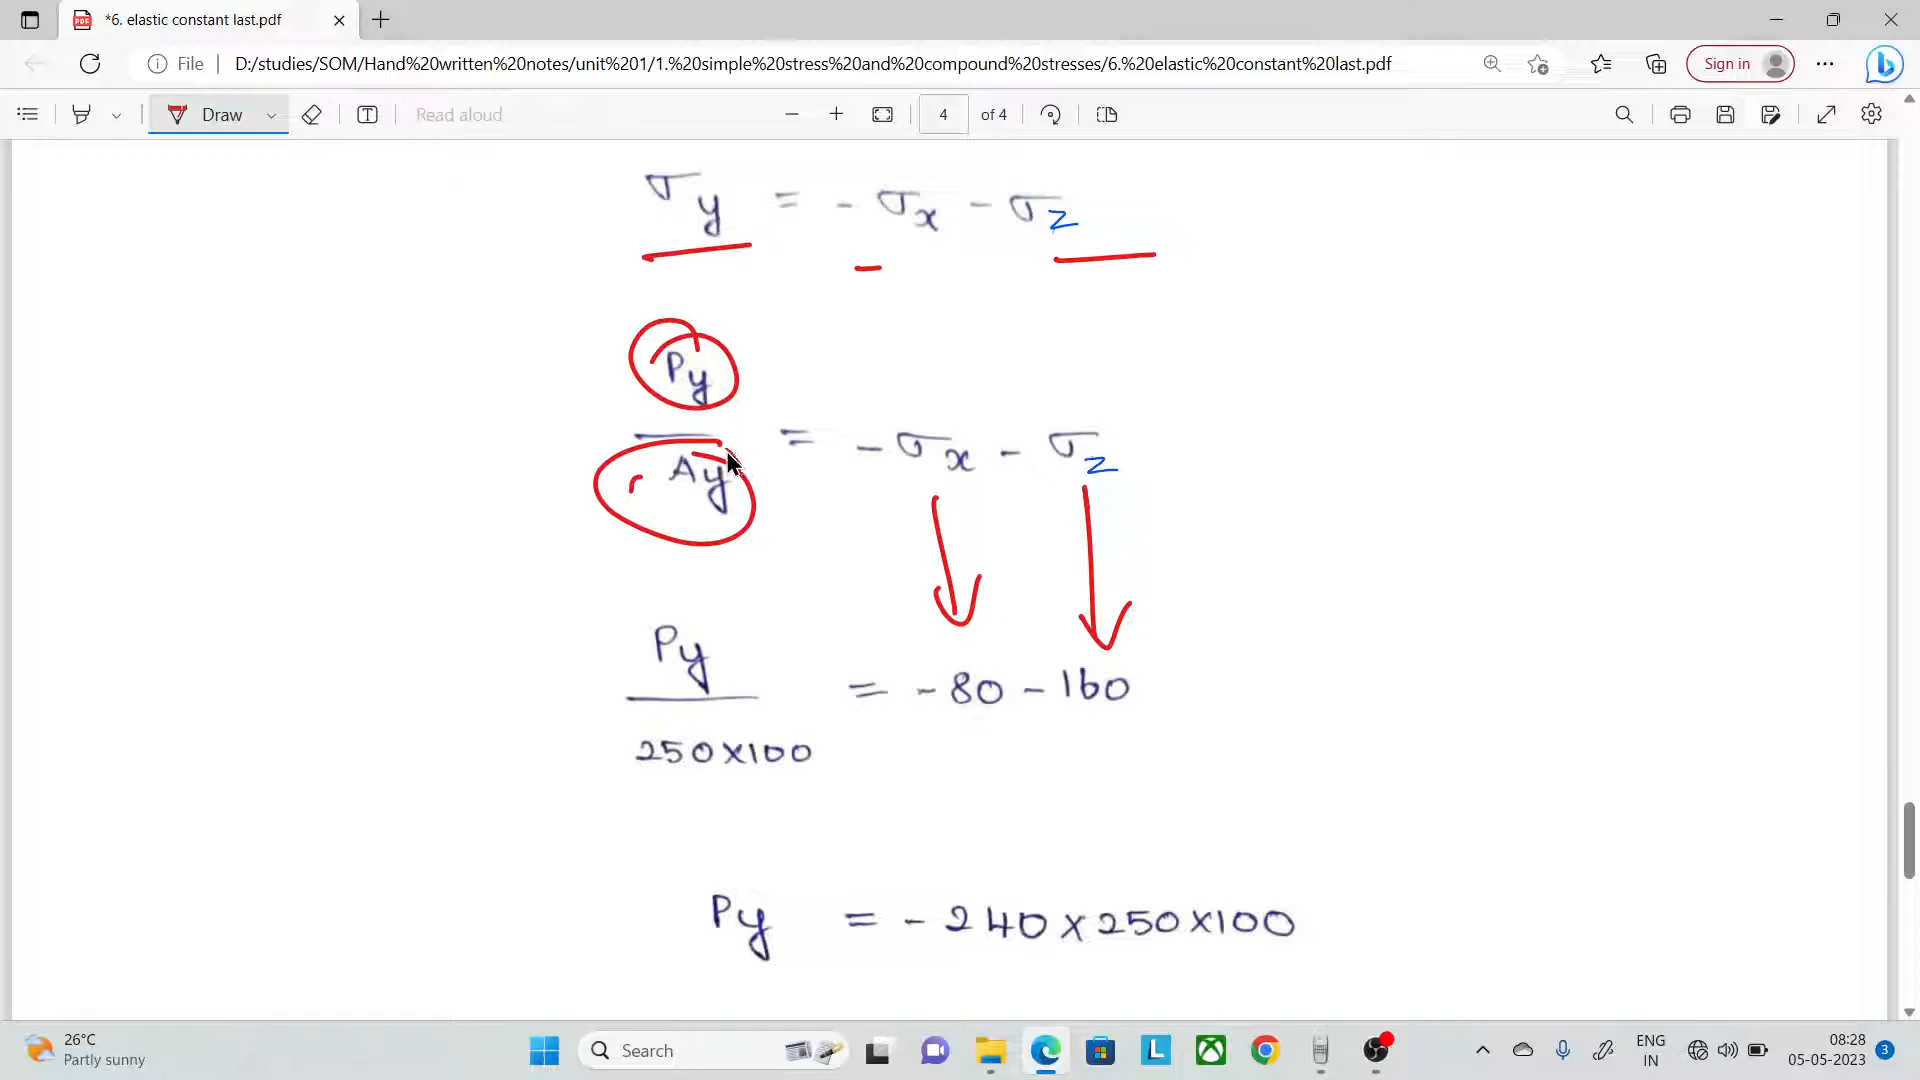 *6. elastic constant last.pdf
File D:/studies/SOM/Hand%20written%20notes/unit%201/1.%20simple%20stress%20and%20compound%20stresses/6.%20elastic%20constant%20last.pdf Sign in
Draw Read aloud 4 of 4
σy = - σx - σz
Py
Ay = - σx - σz
Py
250×100 = - 80 - 160
Py = - 240 × 250 × 100
26°C
Partly sunny
Search
ENG
IN
08:28
05-05-2023
3